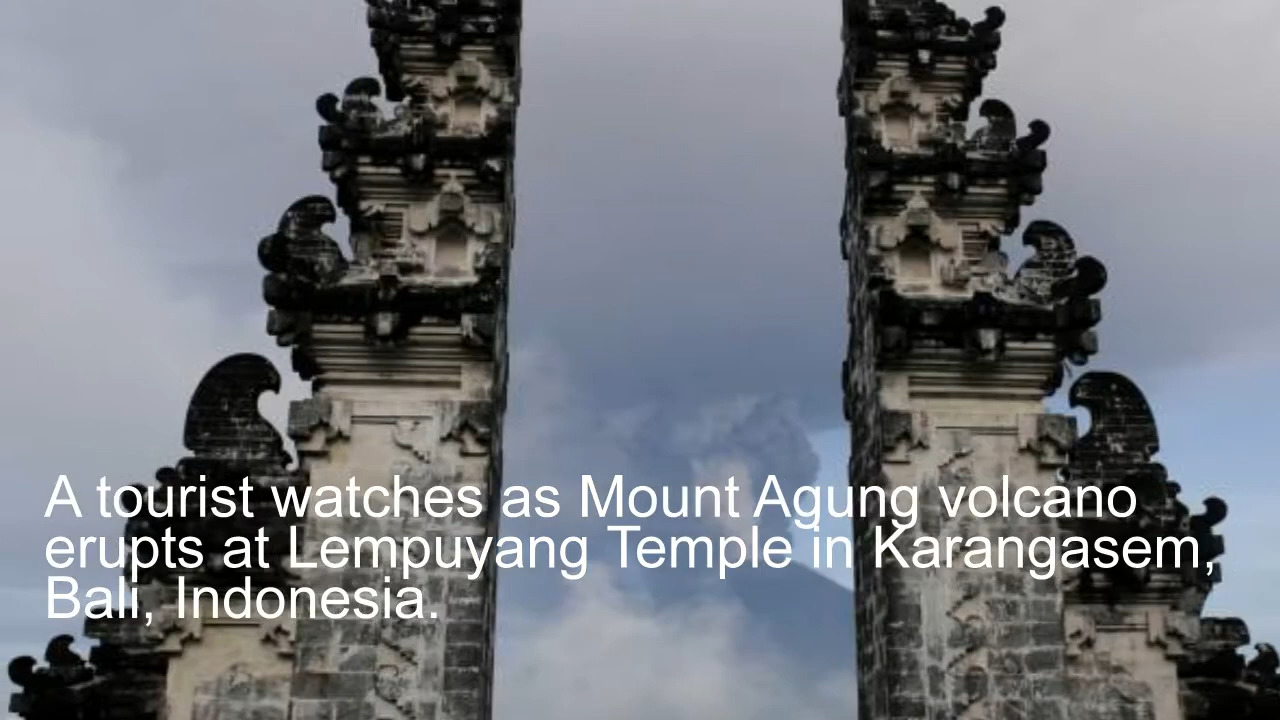 A tourist watches as Mount Agung volcano
erupts at Lempuyang Temple in Karangasem,
Bali, Indonesia.